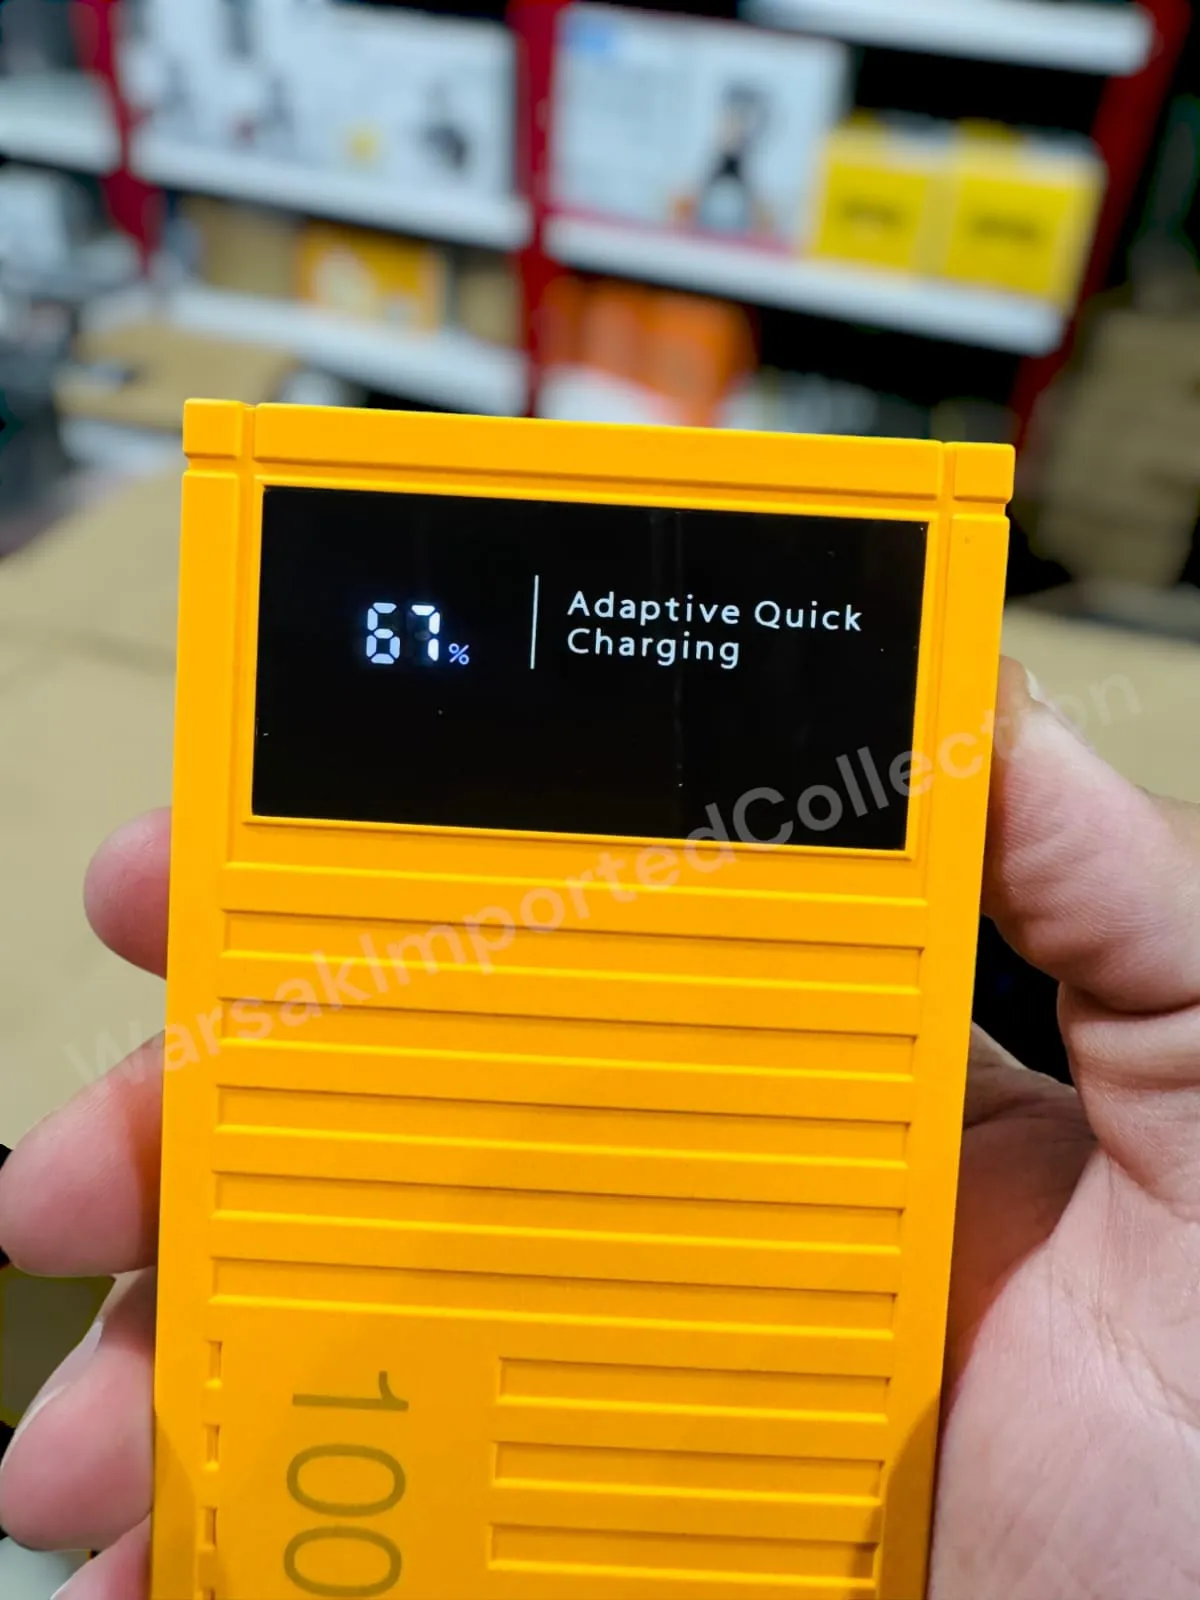 67%
Adaptive Quick
Charging
WarsakImportedCollection
100